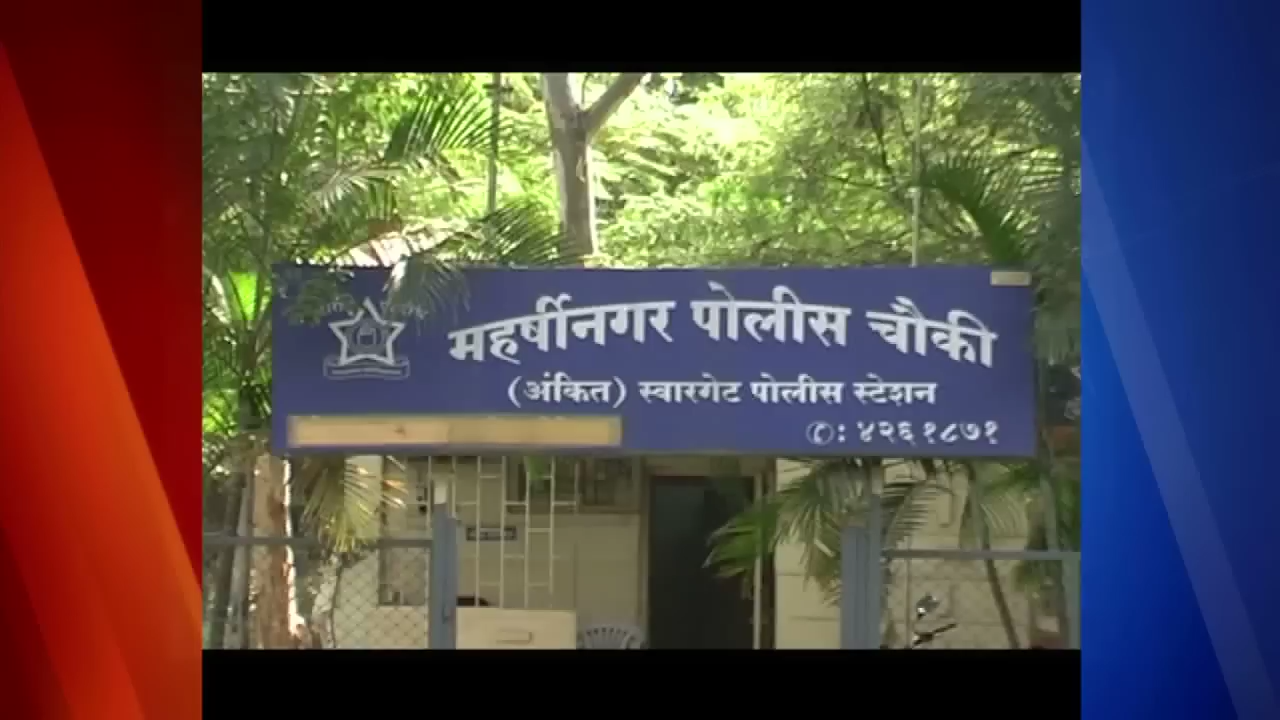 महर्षीनगर पोलीस चौकी
(अंकित) स्वारगेट पोलीस स्टेशन
✆: ४२६१८७१